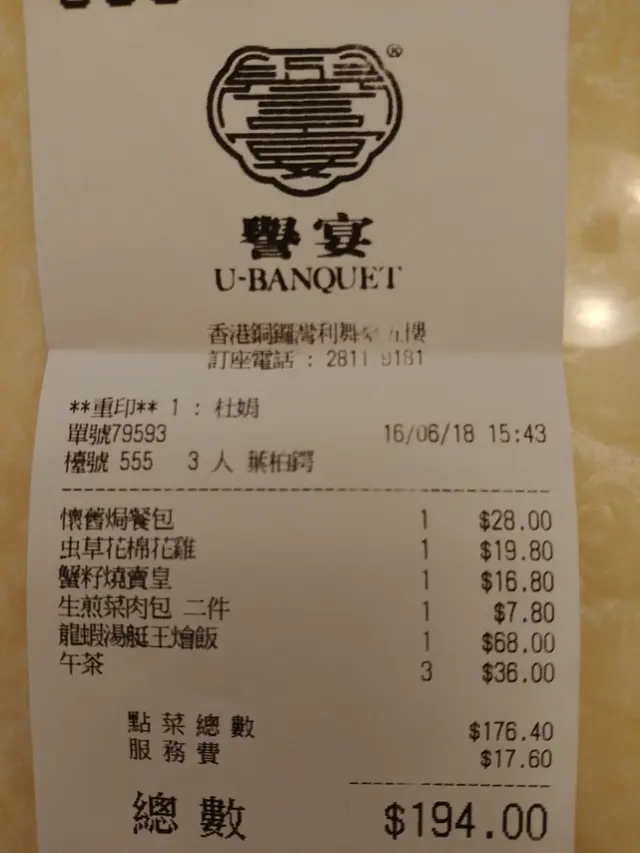 ®
譽宴
U-BANQUET
香港銅鑼灣利舞臺五樓
訂座電話 : 2811 9181
**重印** 1 : 杜娟
單號79593 16/06/18 15:43
檯號 555 3 人 葉柏鍔
懷舊焗餐包 1 $28.00
虫草花棉花雞 1 $19.80
蟹籽燒賣皇 1 $16.80
生煎菜肉包 二件 1 $7.80
龍蝦湯艇王燴飯 1 $68.00
午茶 3 $36.00
點菜總數 $176.40
服務費 $17.60
總數 $194.00